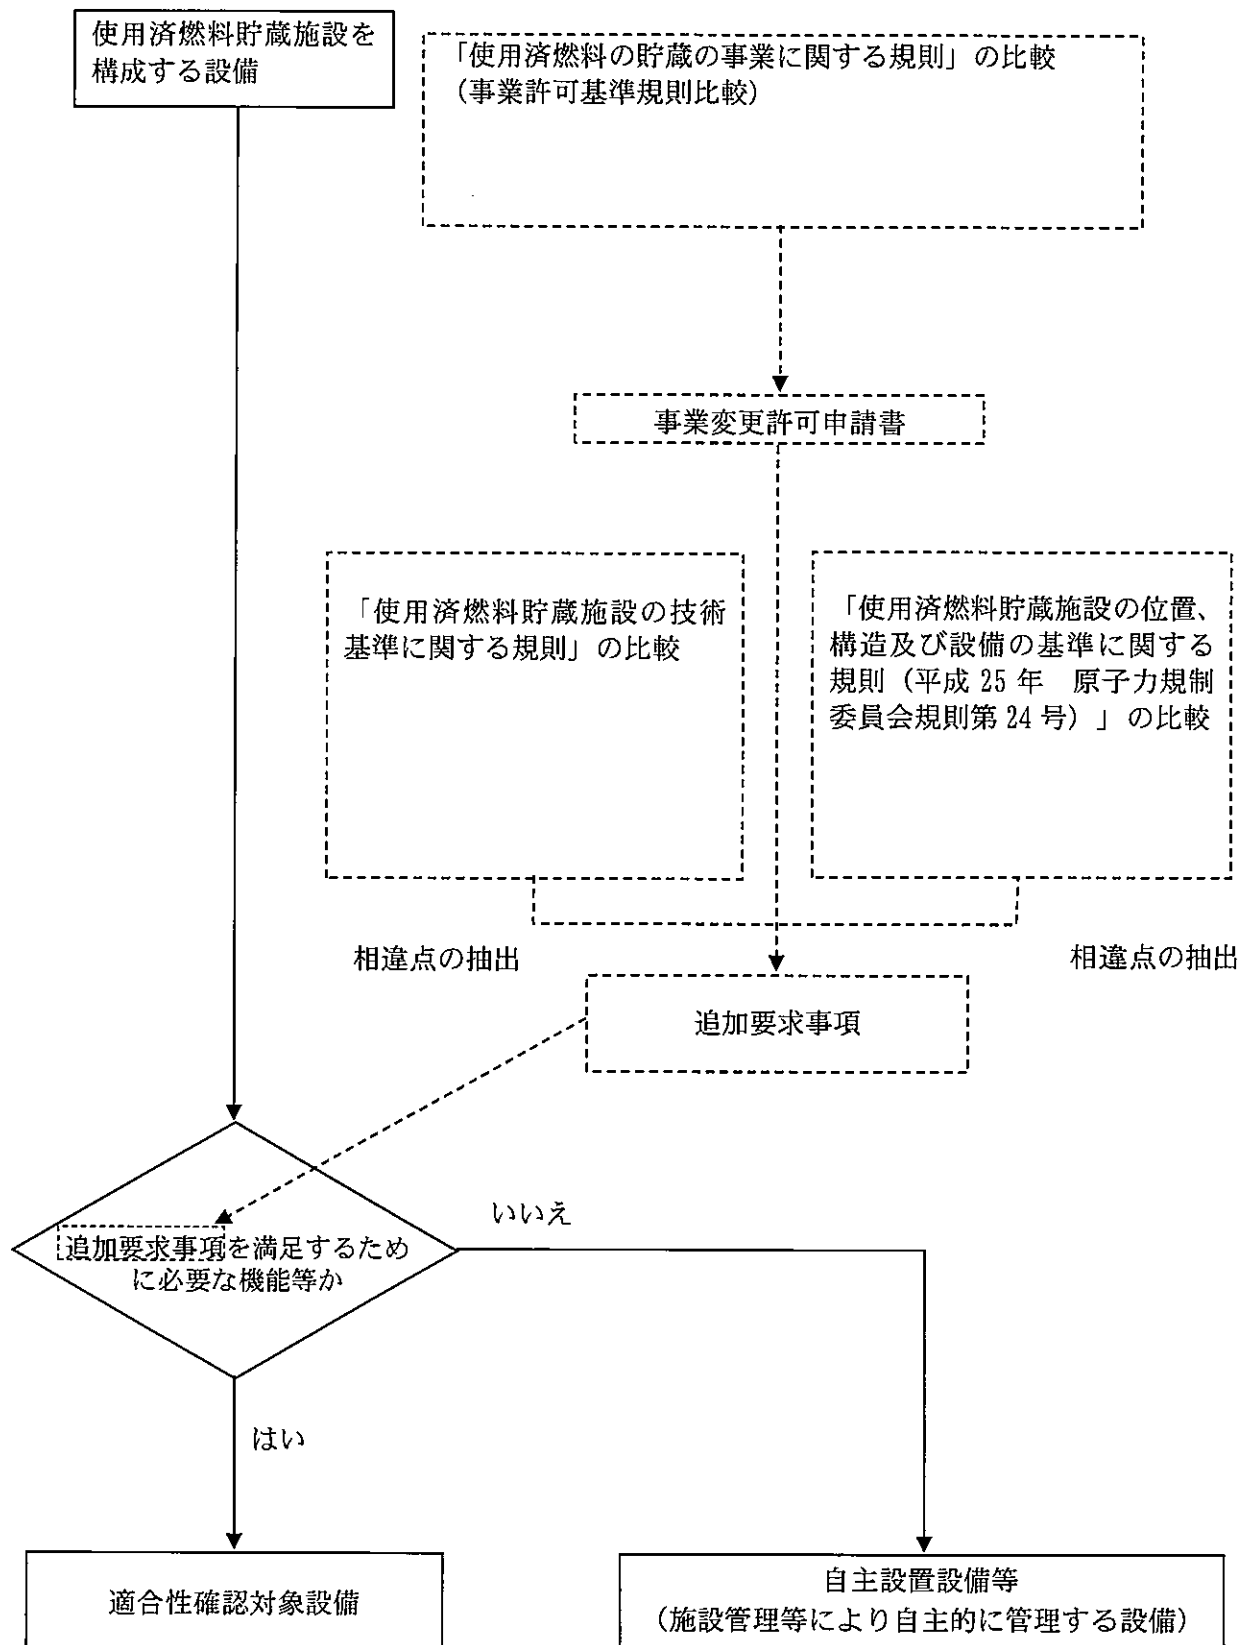 使用済燃料貯蔵施設を
構成する設備
「使用済燃料の貯蔵の事業に関する規則」の比較
（事業許可基準規則比較）
事業変更許可申請書
「使用済燃料貯蔵施設の技術
基準に関する規則」の比較
「使用済燃料貯蔵施設の位置、
構造及び設備の基準に関する
規則（平成 25 年　原子力規制
委員会規則第 24 号）」の比較
相違点の抽出
相違点の抽出
追加要求事項
追加要求事項を満足するため
に必要な機能等か
いいえ
はい
適合性確認対象設備
自主設置設備等
（施設管理等により自主的に管理する設備）